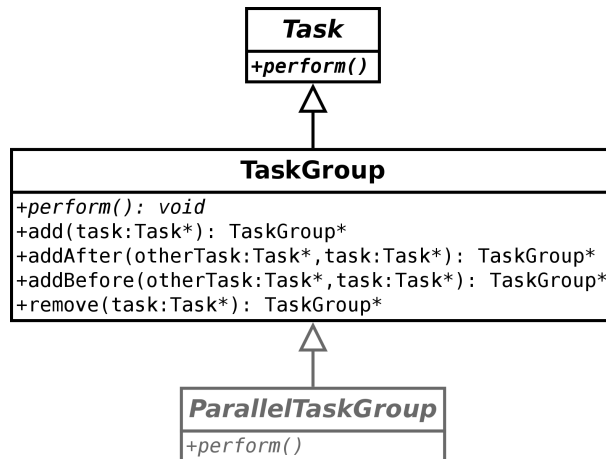 Task
+perform()
TaskGroup
+perform(): void
+add(task:Task*): TaskGroup*
+addAfter(otherTask:Task*,task:Task*): TaskGroup*
+addBefore(otherTask:Task*,task:Task*): TaskGroup*
+remove(task:Task*): TaskGroup*
ParallelTaskGroup
+perform()